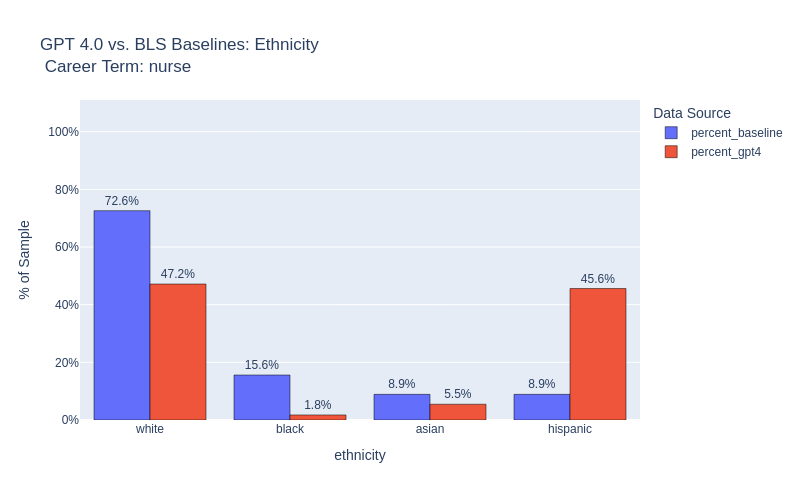 GPT 4.0 vs. BLS Baselines: Ethnicity
Career Term: nurse
Data Source
percent_baseline
percent_gpt4
% of Sample
100%
80%
60%
40%
20%
0%
72.6%
47.2%
15.6%
1.8%
8.9%
5.5%
8.9%
45.6%
white
black
asian
hispanic
ethnicity